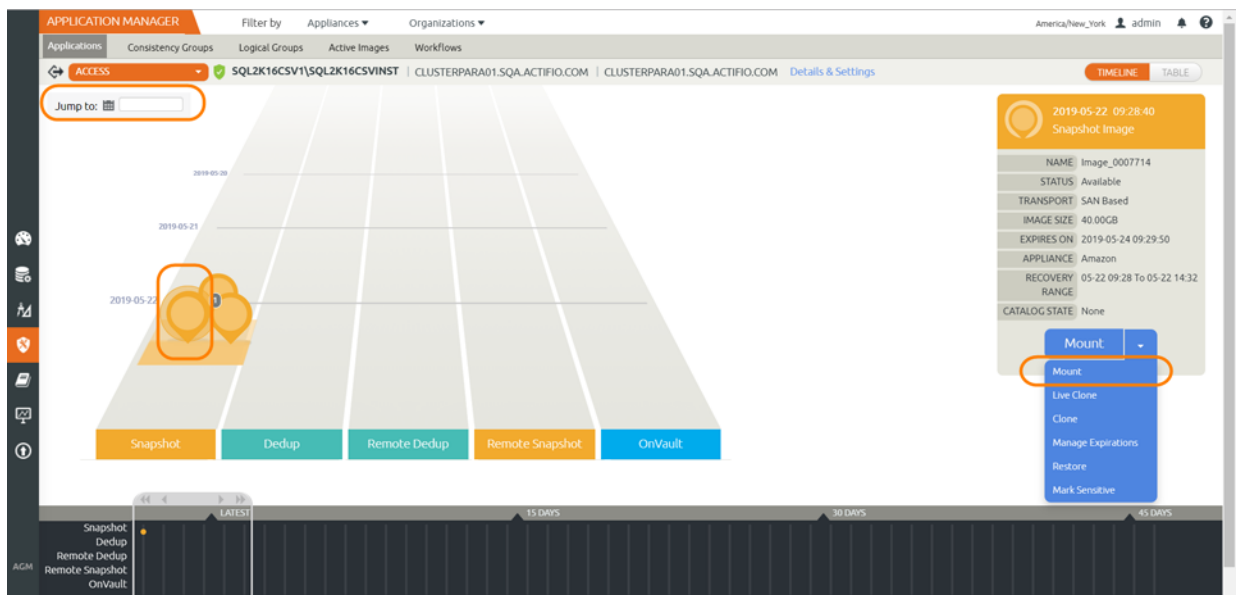 APPLICATION MANAGER Filter by Appliances Organizations America/New_York admin
Applications Consistency Groups Logical Groups Active Images Workflows
ACCESS SQL2K16CSV1\SQL2K16CSVINST | CLUSTERPARA01.SQA.ACTIFIO.COM | CLUSTERPARA01.SQA.ACTIFIO.COM Details & Settings TIMELINE TABLE
Jump to:
2019-05-22 09:28:40
Snapshot Image
NAME Image_0007714
STATUS Available
TRANSPORT SAN Based
IMAGE SIZE 40.00GB
EXPIRES ON 2019-05-24 09:29:50
APPLIANCE Amazon
RECOVERY RANGE 05-22 09:28 To 05-22 14:32
CATALOG STATE None
Mount
Mount
Live Clone
Clone
Manage Expirations
Restore
Mark Sensitive
2019-05-20
2019-05-21
2019-05-22
Snapshot Dedup Remote Dedup Remote Snapshot OnVault
LATEST 15 DAYS 30 DAYS 45 DAYS
Snapshot
Dedup
Remote Dedup
Remote Snapshot
OnVault
AGM